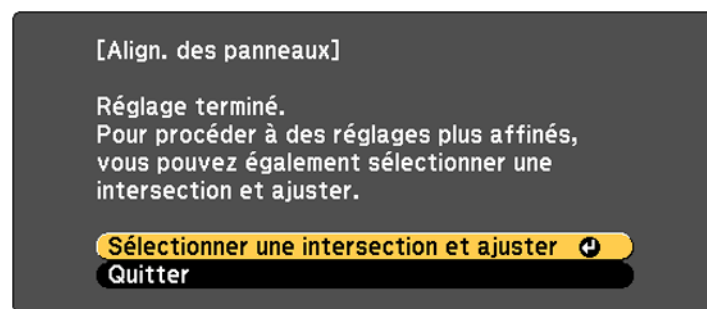 [Align. des panneaux]
Réglage terminé.
Pour procéder à des réglages plus affinés,
vous pouvez également sélectionner une
intersection et ajuster.
Sélectionner une intersection et ajuster
Quitter